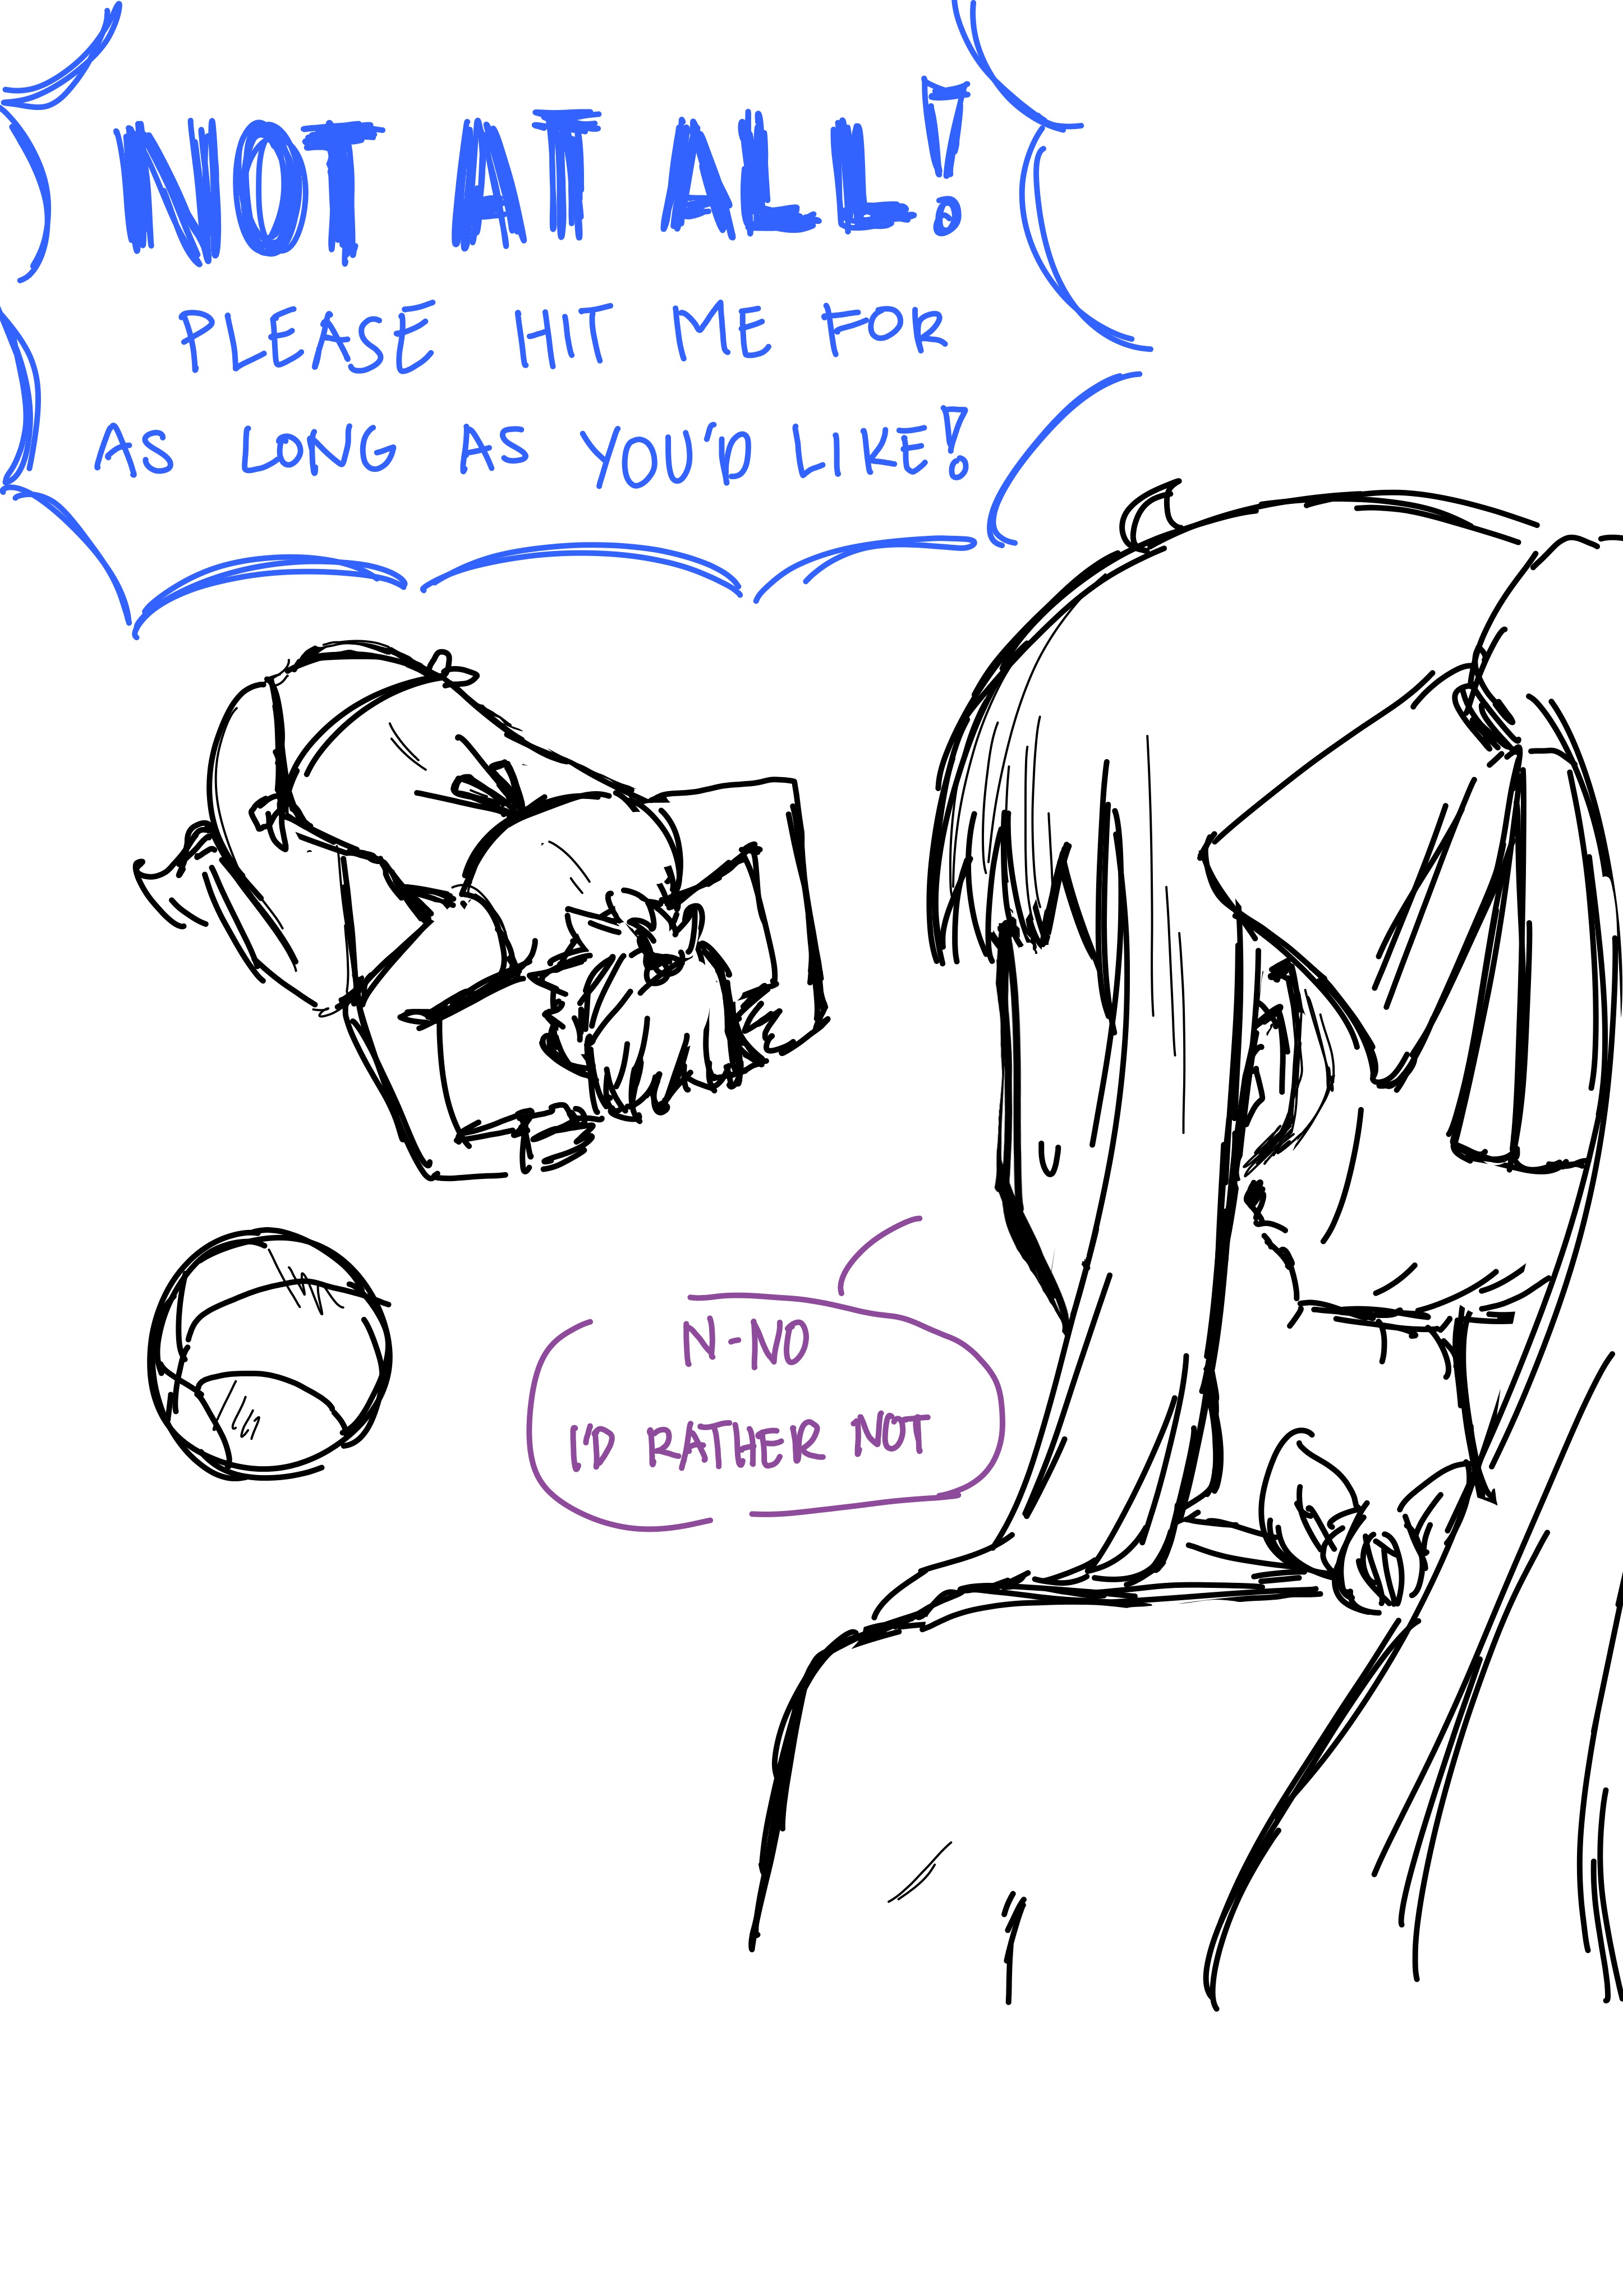 NOT AT ALL!
PLEASE HIT ME FOR
AS LONG AS YOU'D LIKE!
N-NO
I'D RATHER NOT